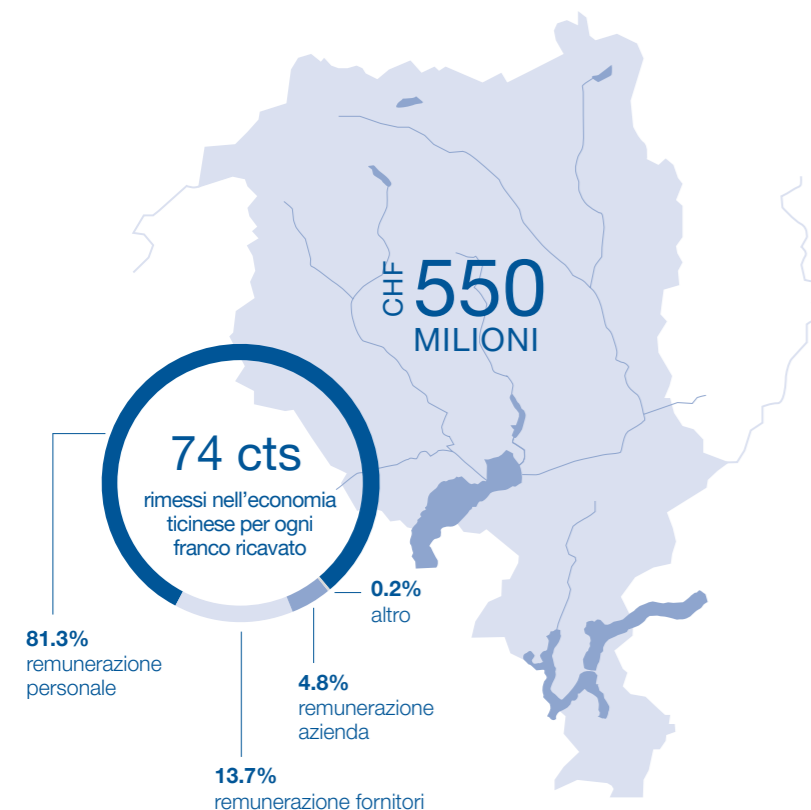 CHF 550
MILIONI
74 cts
rimessi nell’economia
ticinese per ogni
franco ricavato
0.2%
altro
81.3%
remunerazione
personale
4.8%
remunerazione
azienda
13.7%
remunerazione fornitori